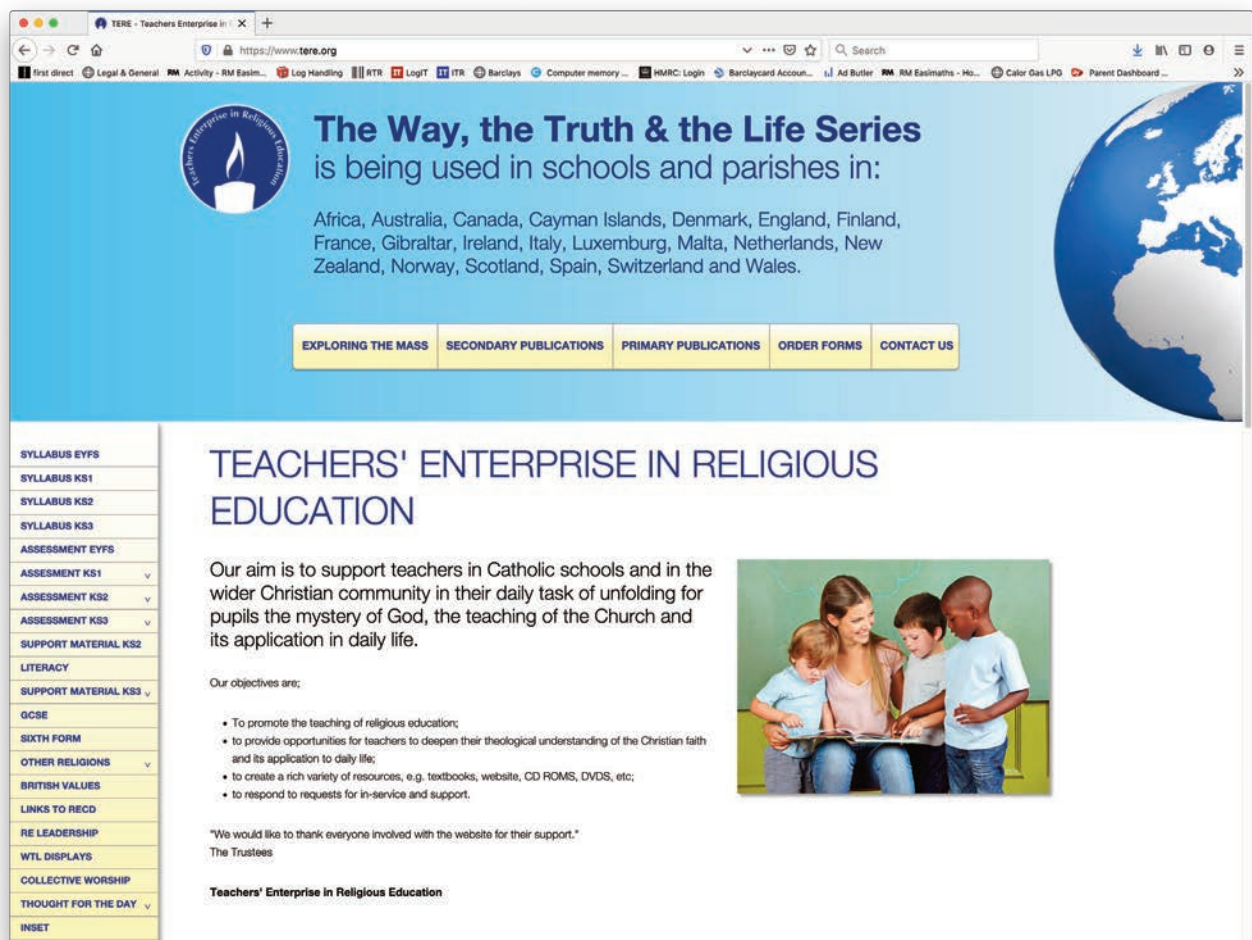 TERE - Teachers Enterprise in
https://www.tere.org
Search
first direct Legal & General RM Activity - RM Easim... Log Handling RTR LogIT ITR Barclays Computer memory ... HMRC: Login Barclaycard Accoun... Ad Butler RM RM Easimaths - Ho... Calor Gas LPG Parent Dashboard ...
Teachers Enterprise in Religious Education
The Way, the Truth & the Life Series
is being used in schools and parishes in:
Africa, Australia, Canada, Cayman Islands, Denmark, England, Finland,
France, Gibraltar, Ireland, Italy, Luxemburg, Malta, Netherlands, New
Zealand, Norway, Scotland, Spain, Switzerland and Wales.
EXPLORING THE MASS SECONDARY PUBLICATIONS PRIMARY PUBLICATIONS ORDER FORMS CONTACT US
SYLLABUS EYFS
SYLLABUS KS1
SYLLABUS KS2
SYLLABUS KS3
ASSESSMENT EYFS
ASSESMENT KS1 v
ASSESSMENT KS2 v
ASSESSMENT KS3 v
SUPPORT MATERIAL KS2
LITERACY
SUPPORT MATERIAL KS3 v
GCSE
SIXTH FORM
OTHER RELIGIONS v
BRITISH VALUES
LINKS TO RECD
RE LEADERSHIP
WTL DISPLAYS
COLLECTIVE WORSHIP
THOUGHT FOR THE DAY v
INSET
TEACHERS' ENTERPRISE IN RELIGIOUS
EDUCATION
Our aim is to support teachers in Catholic schools and in the
wider Christian community in their daily task of unfolding for
pupils the mystery of God, the teaching of the Church and
its application in daily life.
Our objectives are;
• To promote the teaching of religious education;
• to provide opportunities for teachers to deepen their theological understanding of the Christian faith
and its application to daily life;
• to create a rich variety of resources, e.g. textbooks, website, CD ROMS, DVDS, etc;
• to respond to requests for in-service and support.
"We would like to thank everyone involved with the website for their support."
The Trustees
Teachers' Enterprise in Religious Education